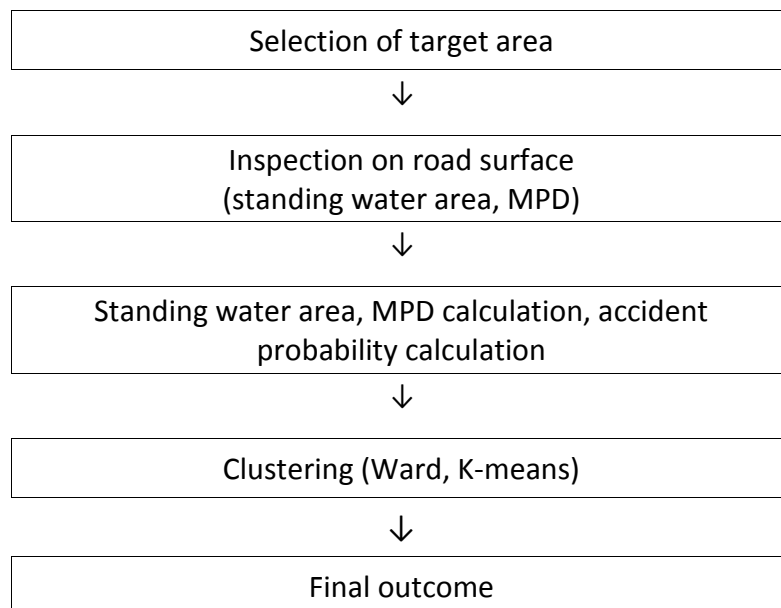 Selection of target area
↓
Inspection on road surface
(standing water area, MPD)
↓
Standing water area, MPD calculation, accident
probability calculation
↓
Clustering (Ward, K-means)
↓
Final outcome